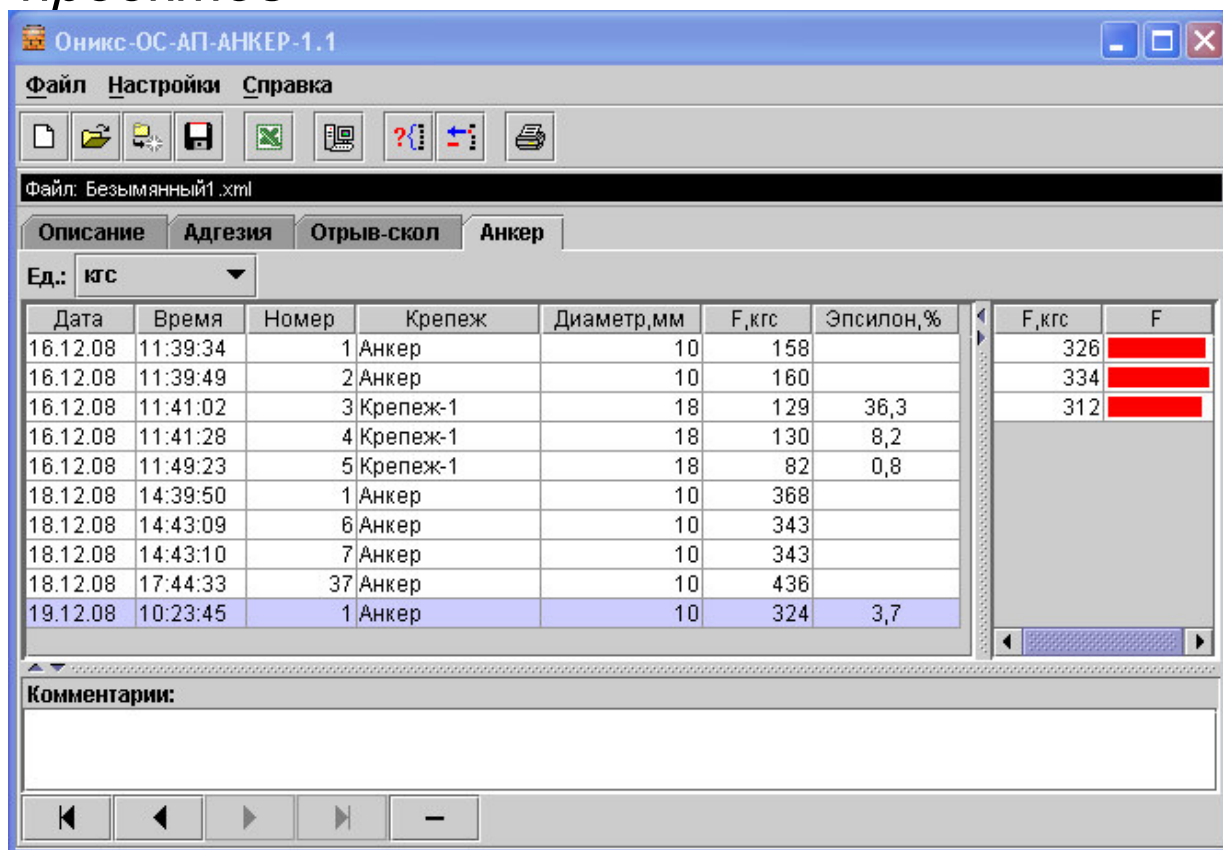 Оникс-ОС-АП-АНКЕР-1.1
Файл Настройки Справка
Файл: Безымянный1.xml
Описание Адгезия Отрыв-скол Анкер
Ед.: кгс
Дата Время Номер Крепеж Диаметр,мм F,кгс Эпсилон,% F,кгс F
16.12.08 11:39:34 1 Анкер 10 158 326
16.12.08 11:39:49 2 Анкер 10 160 334
16.12.08 11:41:02 3 Крепеж-1 18 129 36,3 312
16.12.08 11:41:28 4 Крепеж-1 18 130 8,2
16.12.08 11:49:23 5 Крепеж-1 18 82 0,8
18.12.08 14:39:50 1 Анкер 10 368
18.12.08 14:43:09 6 Анкер 10 343
18.12.08 14:43:10 7 Анкер 10 343
18.12.08 17:44:33 37 Анкер 10 436
19.12.08 10:23:45 1 Анкер 10 324 3,7
Комментарии: